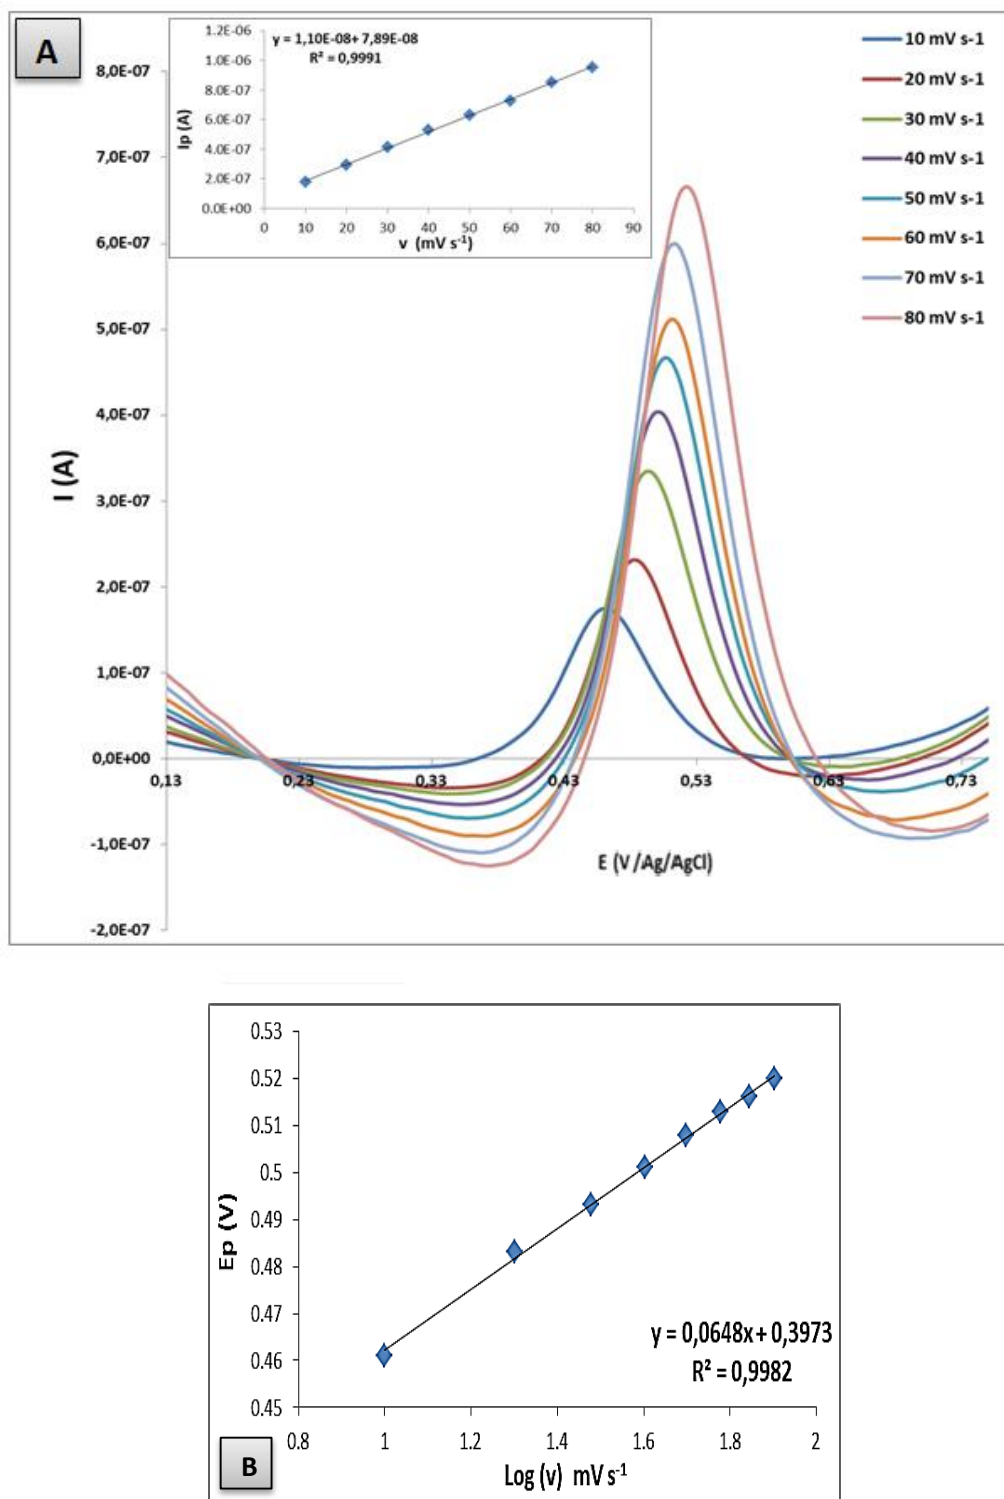 A
y = 1,10E-08+ 7,89E-08
R² = 0,9991
1.2E-06
1.0E-06
8.0E-07
6.0E-07
4.0E-07
2.0E-07
0.0E+00
Ip (A)
0 10 20 30 40 50 60 70 80 90
v (mV s⁻¹)
10 mV s-1
20 mV s-1
30 mV s-1
40 mV s-1
50 mV s-1
60 mV s-1
70 mV s-1
80 mV s-1
8,0E-07
7,0E-07
6,0E-07
5,0E-07
4,0E-07
3,0E-07
2,0E-07
1,0E-07
0,0E+00
-1,0E-07
-2,0E-07
I (A)
0,13 0,23 0,33 0,43 0,53 0,63 0,73
E (V /Ag/AgCl)
0.53
0.52
0.51
0.5
0.49
0.48
0.47
0.46
0.45
Ep (V)
y = 0,0648x + 0,3973
R² = 0,9982
0.8 1 1.2 1.4 1.6 1.8 2
Log (v) mV s⁻¹
B